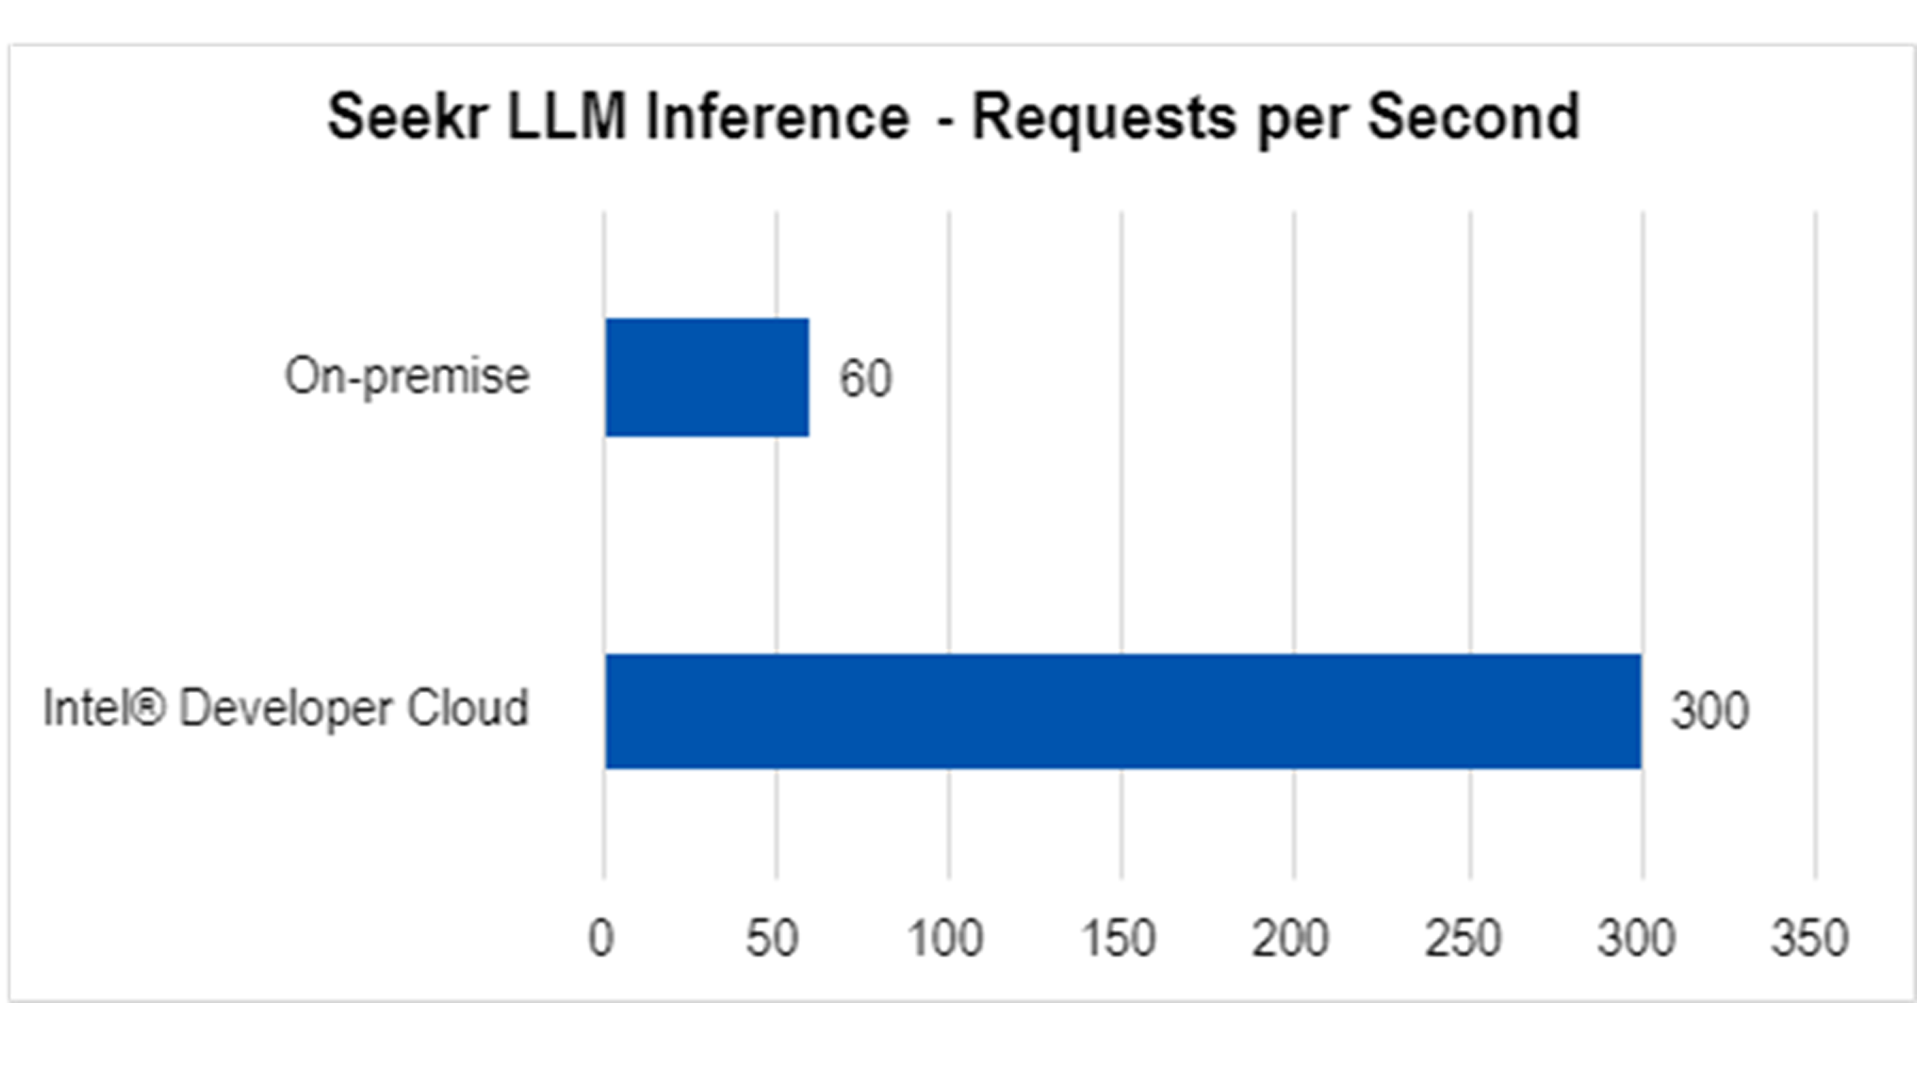 Seekr LLM Inference - Requests per Second
On-premise
60
Intel® Developer Cloud
300
0 50 100 150 200 250 300 350